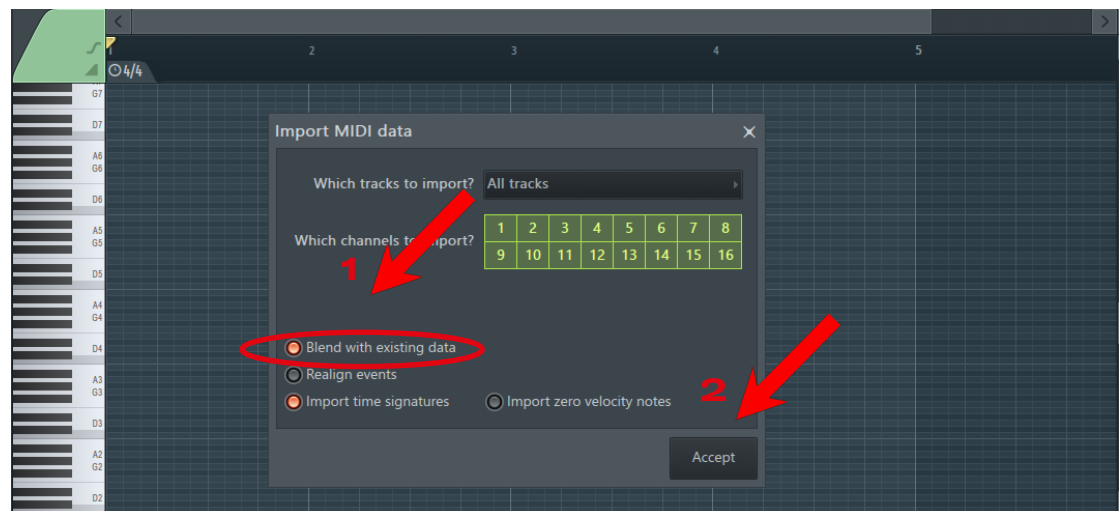 2 3 4 5
4/4
G7
D7
Import MIDI data
A6
G6
Which tracks to import? All tracks
D6
A5
G5
Which channels to import?
1 2 3 4 5 6 7 8
9 10 11 12 13 14 15 16
1
D5
A4
G4
D4
Blend with existing data
A3
Realign events
G3
Import time signatures Import zero velocity notes
2
D3
A2
G2
Accept
D2